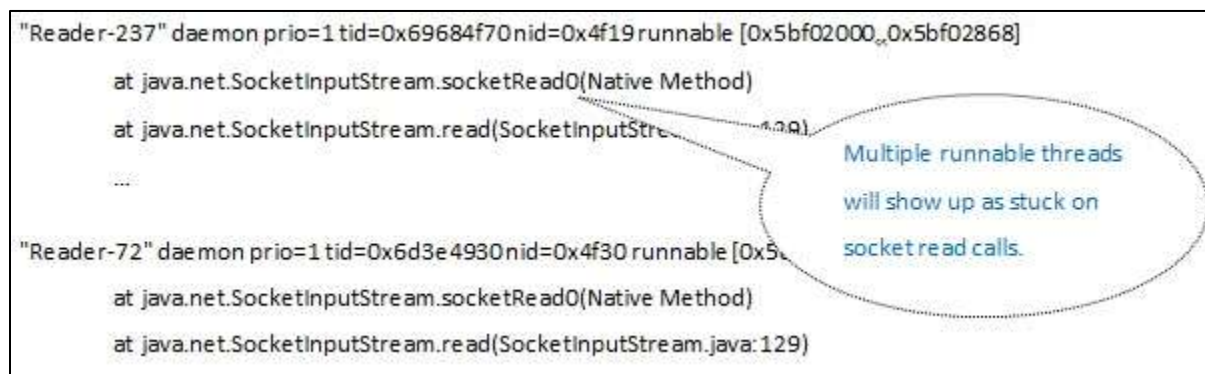 "Reader-237" daemon prio=1 tid=0x69684f70 nid=0x4f19 runnable [0x5bf02000..0x5bf02868]
at java.net.SocketInputStream.socketRead0(Native Method)
at java.net.SocketInputStream.read(SocketInputStre :129)
...
"Reader-72" daemon prio=1 tid=0x6d3e4930 nid=0x4f30 runnable
at java.net.SocketInputStream.socketRead0(Native Method)
at java.net.SocketInputStream.read(SocketInputStream.java:129)
Multiple runnable threads
will show up as stuck on
socket read calls.